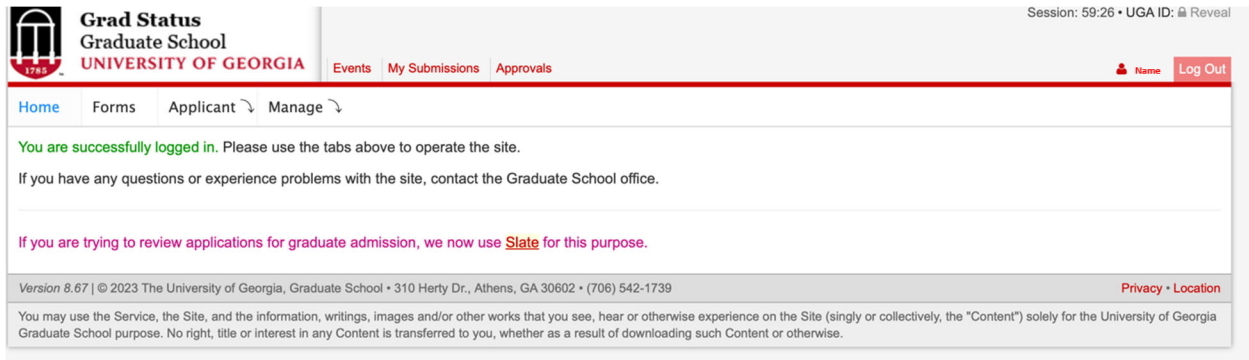 Session: 59:26 • UGA ID: Reveal
Grad Status
Graduate School
UNIVERSITY OF GEORGIA
1785
Events My Submissions Approvals
Name Log Out
Home Forms Applicant Manage
You are successfully logged in. Please use the tabs above to operate the site.
If you have any questions or experience problems with the site, contact the Graduate School office.
If you are trying to review applications for graduate admission, we now use Slate for this purpose.
Version 8.67 | © 2023 The University of Georgia, Graduate School • 310 Herty Dr., Athens, GA 30602 • (706) 542-1739
Privacy • Location
You may use the Service, the Site, and the information, writings, images and/or other works that you see, hear or otherwise experience on the Site (singly or collectively, the "Content") solely for the University of Georgia
Graduate School purpose. No right, title or interest in any Content is transferred to you, whether as a result of downloading such Content or otherwise.